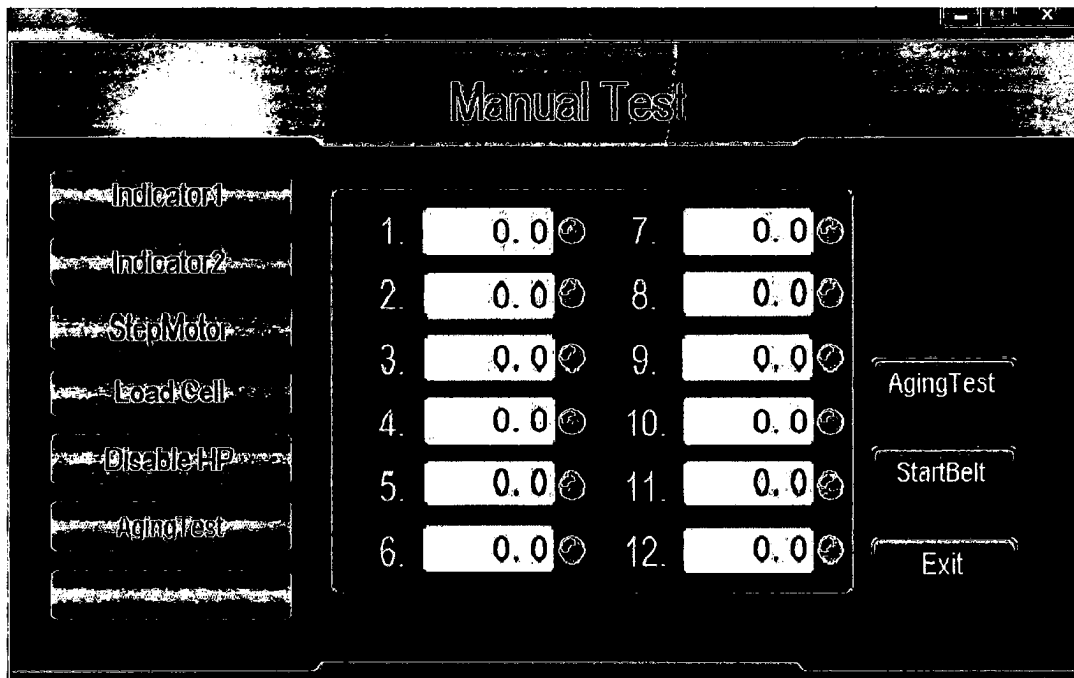 X
Manual Test
Indicator1
Indicator2
StepMotor
Load Cell
Disable HP
AgingTest
1. 0.0 7. 0.0
2. 0.0 8. 0.0
3. 0.0 9. 0.0
4. 0.0 10. 0.0
5. 0.0 11. 0.0
6. 0.0 12. 0.0
AgingTest
StartBelt
Exit